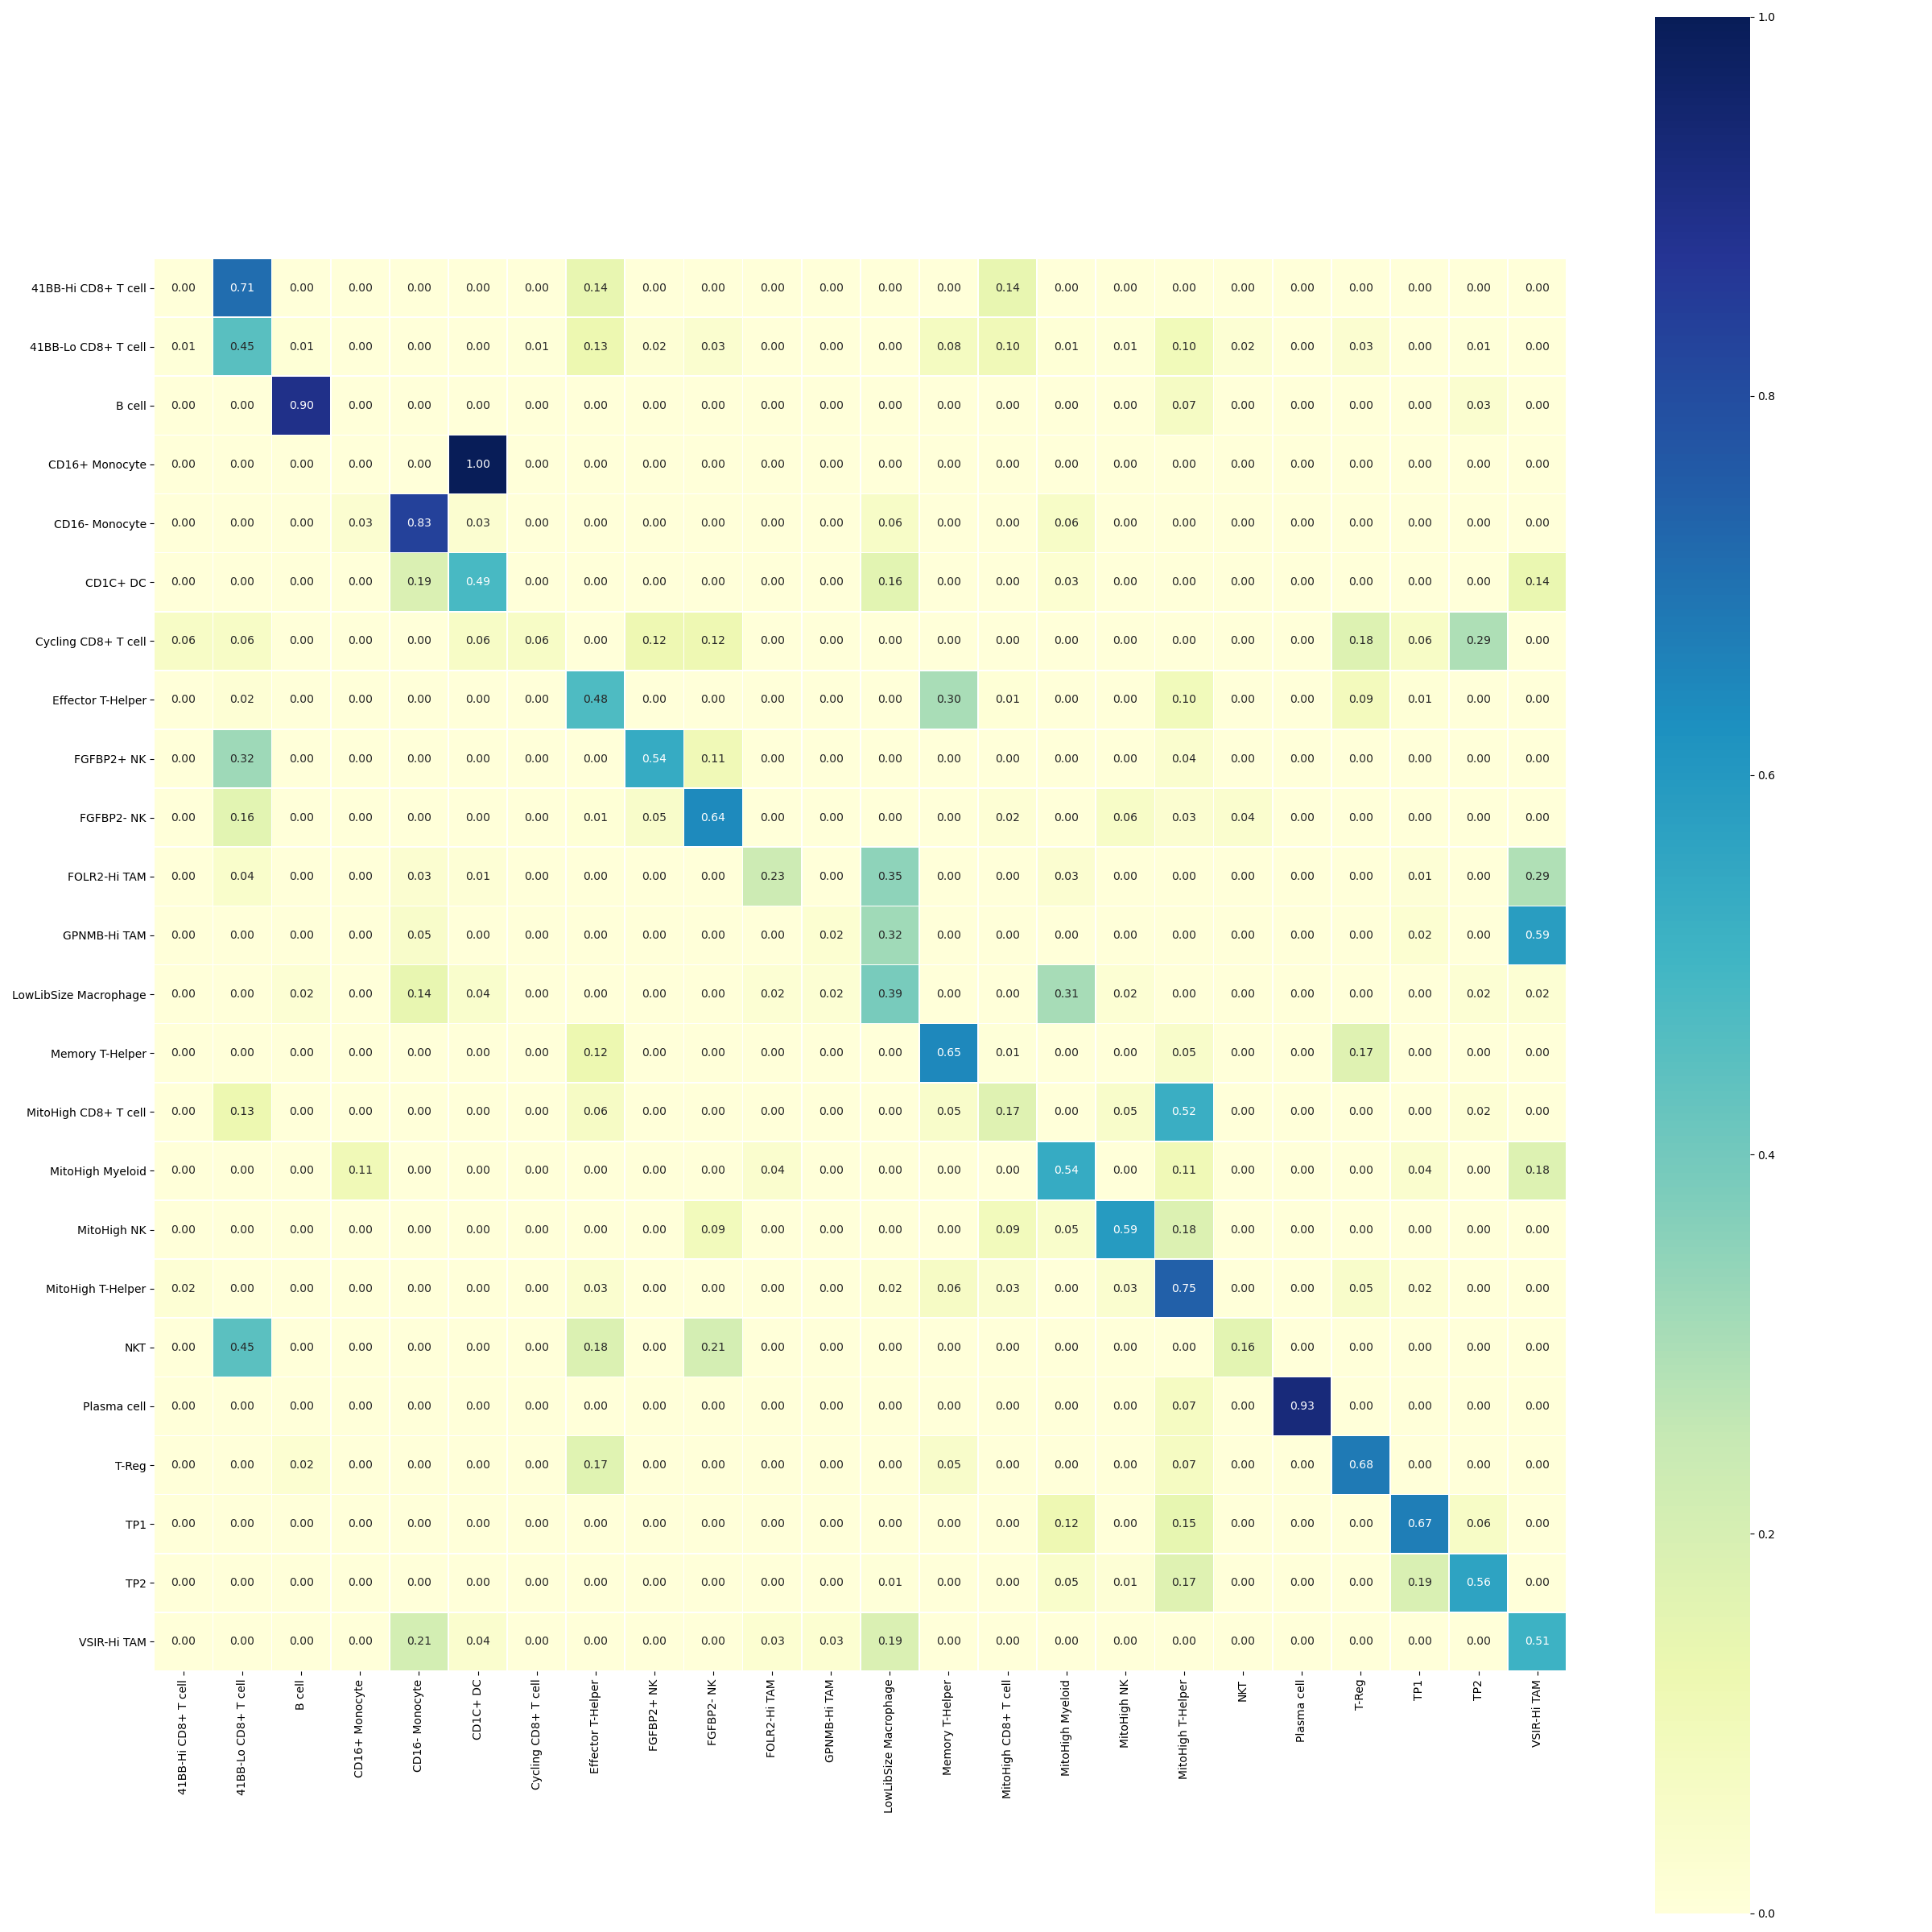 1.0
41BB-Hi CD8+ T cell 0.00 0.71 0.00 0.00 0.00 0.00 0.00 0.14 0.00 0.00 0.00 0.00 0.00 0.00 0.14 0.00 0.00 0.00 0.00 0.00 0.00 0.00 0.00 0.00
41BB-Lo CD8+ T cell 0.01 0.45 0.01 0.00 0.00 0.00 0.01 0.13 0.02 0.03 0.00 0.00 0.00 0.08 0.10 0.01 0.01 0.10 0.02 0.00 0.03 0.00 0.01 0.00
0.8
B cell 0.00 0.00 0.90 0.00 0.00 0.00 0.00 0.00 0.00 0.00 0.00 0.00 0.00 0.00 0.00 0.00 0.00 0.07 0.00 0.00 0.00 0.00 0.03 0.00
CD16+ Monocyte 0.00 0.00 0.00 0.00 0.00 1.00 0.00 0.00 0.00 0.00 0.00 0.00 0.00 0.00 0.00 0.00 0.00 0.00 0.00 0.00 0.00 0.00 0.00 0.00
CD16- Monocyte 0.00 0.00 0.00 0.03 0.83 0.03 0.00 0.00 0.00 0.00 0.00 0.00 0.06 0.00 0.00 0.06 0.00 0.00 0.00 0.00 0.00 0.00 0.00 0.00
CD1C+ DC 0.00 0.00 0.00 0.00 0.19 0.49 0.00 0.00 0.00 0.00 0.00 0.00 0.16 0.00 0.00 0.03 0.00 0.00 0.00 0.00 0.00 0.00 0.00 0.14
Cycling CD8+ T cell 0.06 0.06 0.00 0.00 0.00 0.06 0.06 0.00 0.12 0.12 0.00 0.00 0.00 0.00 0.00 0.00 0.00 0.00 0.00 0.00 0.18 0.06 0.29 0.00
Effector T-Helper 0.00 0.02 0.00 0.00 0.00 0.00 0.00 0.48 0.00 0.00 0.00 0.00 0.00 0.30 0.01 0.00 0.00 0.10 0.00 0.00 0.09 0.01 0.00 0.00
FGFBP2+ NK 0.00 0.32 0.00 0.00 0.00 0.00 0.00 0.00 0.54 0.11 0.00 0.00 0.00 0.00 0.00 0.00 0.00 0.04 0.00 0.00 0.00 0.00 0.00 0.00
0.6
FGFBP2- NK 0.00 0.16 0.00 0.00 0.00 0.00 0.00 0.01 0.05 0.64 0.00 0.00 0.00 0.00 0.02 0.00 0.06 0.03 0.04 0.00 0.00 0.00 0.00 0.00
FOLR2-Hi TAM 0.00 0.04 0.00 0.00 0.03 0.01 0.00 0.00 0.00 0.00 0.23 0.00 0.35 0.00 0.00 0.03 0.00 0.00 0.00 0.00 0.00 0.01 0.00 0.29
GPNMB-Hi TAM 0.00 0.00 0.00 0.00 0.05 0.00 0.00 0.00 0.00 0.00 0.00 0.02 0.32 0.00 0.00 0.00 0.00 0.00 0.00 0.00 0.00 0.02 0.00 0.59
LowLibSize Macrophage 0.00 0.00 0.02 0.00 0.14 0.04 0.00 0.00 0.00 0.00 0.02 0.02 0.39 0.00 0.00 0.31 0.02 0.00 0.00 0.00 0.00 0.00 0.02 0.02
Memory T-Helper 0.00 0.00 0.00 0.00 0.00 0.00 0.00 0.12 0.00 0.00 0.00 0.00 0.00 0.65 0.01 0.00 0.00 0.05 0.00 0.00 0.17 0.00 0.00 0.00
MitoHigh CD8+ T cell 0.00 0.13 0.00 0.00 0.00 0.00 0.00 0.06 0.00 0.00 0.00 0.00 0.00 0.05 0.17 0.00 0.05 0.52 0.00 0.00 0.00 0.00 0.02 0.00
0.4
MitoHigh Myeloid 0.00 0.00 0.00 0.11 0.00 0.00 0.00 0.00 0.00 0.00 0.04 0.00 0.00 0.00 0.00 0.54 0.00 0.11 0.00 0.00 0.00 0.04 0.00 0.18
MitoHigh NK 0.00 0.00 0.00 0.00 0.00 0.00 0.00 0.00 0.00 0.09 0.00 0.00 0.00 0.00 0.09 0.05 0.59 0.18 0.00 0.00 0.00 0.00 0.00 0.00
MitoHigh T-Helper 0.02 0.00 0.00 0.00 0.00 0.00 0.00 0.03 0.00 0.00 0.00 0.00 0.02 0.06 0.03 0.00 0.03 0.75 0.00 0.00 0.05 0.02 0.00 0.00
NKT 0.00 0.45 0.00 0.00 0.00 0.00 0.00 0.18 0.00 0.21 0.00 0.00 0.00 0.00 0.00 0.00 0.00 0.00 0.16 0.00 0.00 0.00 0.00 0.00
Plasma cell 0.00 0.00 0.00 0.00 0.00 0.00 0.00 0.00 0.00 0.00 0.00 0.00 0.00 0.00 0.00 0.00 0.00 0.07 0.00 0.93 0.00 0.00 0.00 0.00
T-Reg 0.00 0.00 0.02 0.00 0.00 0.00 0.00 0.17 0.00 0.00 0.00 0.00 0.00 0.05 0.00 0.00 0.00 0.07 0.00 0.00 0.68 0.00 0.00 0.00
TP1 0.00 0.00 0.00 0.00 0.00 0.00 0.00 0.00 0.00 0.00 0.00 0.00 0.00 0.00 0.00 0.12 0.00 0.15 0.00 0.00 0.00 0.67 0.06 0.00
0.2
TP2 0.00 0.00 0.00 0.00 0.00 0.00 0.00 0.00 0.00 0.00 0.00 0.00 0.01 0.00 0.00 0.05 0.01 0.17 0.00 0.00 0.00 0.19 0.56 0.00
VSIR-Hi TAM 0.00 0.00 0.00 0.00 0.21 0.04 0.00 0.00 0.00 0.00 0.03 0.03 0.19 0.00 0.00 0.00 0.00 0.00 0.00 0.00 0.00 0.00 0.00 0.51
41BB-Hi CD8+ T cell
41BB-Lo CD8+ T cell
B cell
CD16+ Monocyte
CD16- Monocyte
CD1C+ DC
Cycling CD8+ T cell
Effector T-Helper
FGFBP2+ NK
FGFBP2- NK
FOLR2-Hi TAM
GPNMB-Hi TAM
LowLibSize Macrophage
Memory T-Helper
MitoHigh CD8+ T cell
MitoHigh Myeloid
MitoHigh NK
MitoHigh T-Helper
NKT
Plasma cell
T-Reg
TP1
TP2
VSIR-Hi TAM
0.0